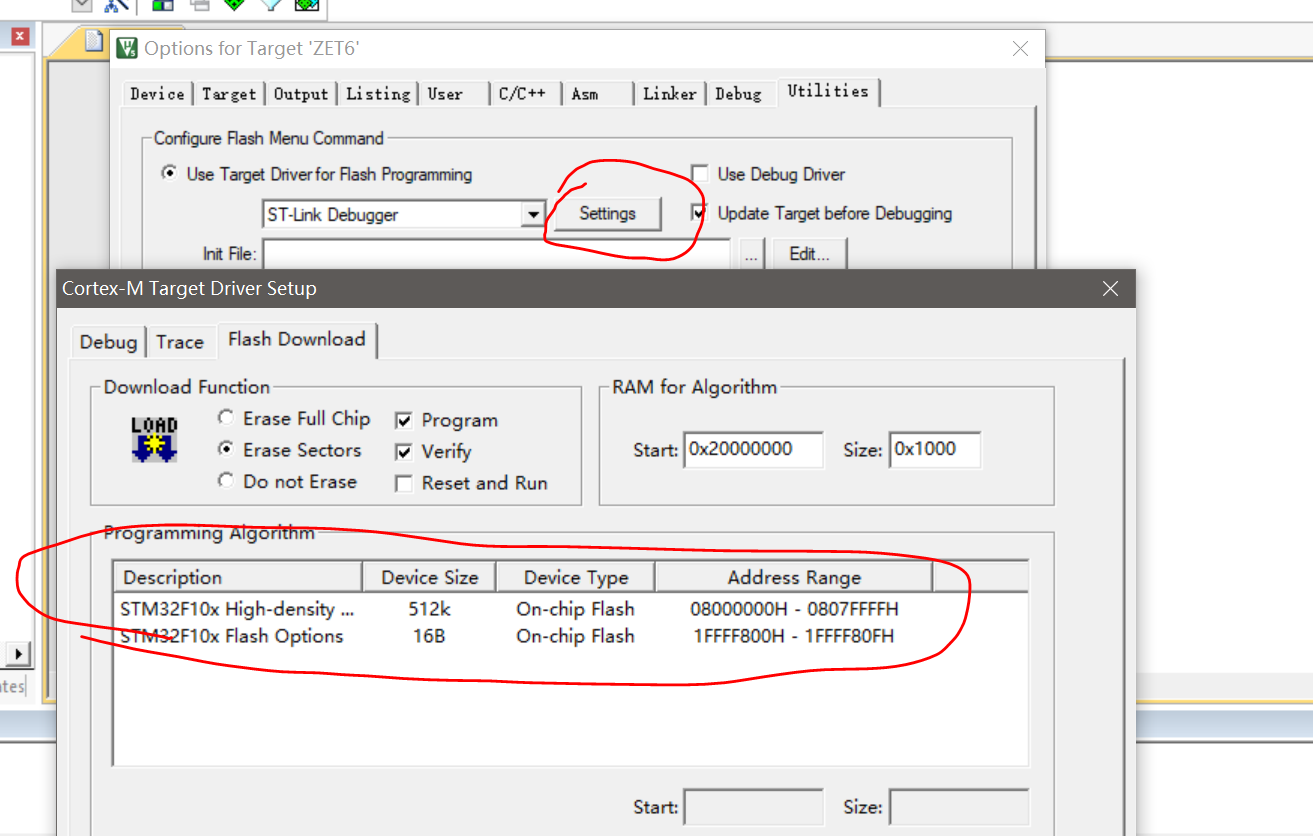 Options for Target 'ZET6'
Device Target Output Listing User C/C++ Asm Linker Debug Utilities
Configure Flash Menu Command
Use Target Driver for Flash Programming Use Debug Driver
ST-Link Debugger Settings Update Target before Debugging
Init File: ... Edit...
Cortex-M Target Driver Setup
Debug Trace Flash Download
Download Function RAM for Algorithm
LOAD Erase Full Chip Program
Erase Sectors Verify Start: 0x20000000 Size: 0x1000
Do not Erase Reset and Run
Programming Algorithm
Description Device Size Device Type Address Range
STM32F10x High-density ... 512k On-chip Flash 08000000H - 0807FFFFH
STM32F10x Flash Options 16B On-chip Flash 1FFFF800H - 1FFFF80FH
Start: Size: